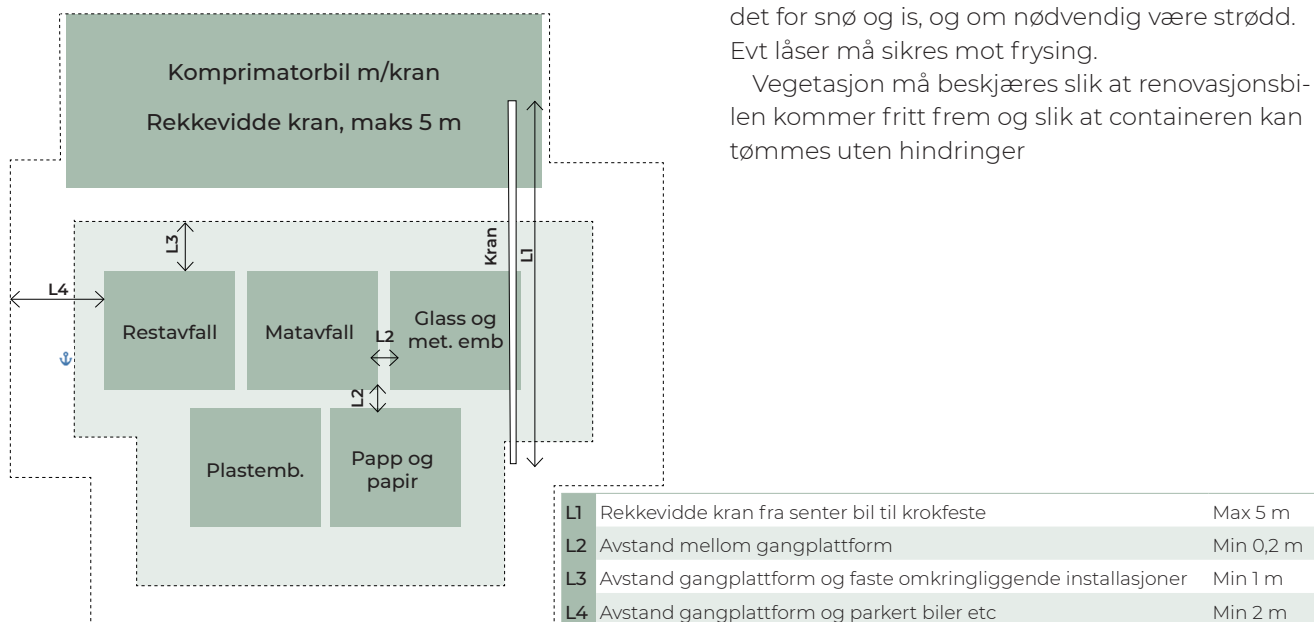 det for snø og is, og om nødvendig være strødd.
Evt låser må sikres mot frysing.
Vegetasjon må beskjæres slik at renovasjonsbi-
len kommer fritt frem og slik at containeren kan
tømmes uten hindringer
Komprimatorbil m/kran
Rekkevidde kran, maks 5 m
Kran
L1
L3
L4
Restavfall
Matavfall
L2
Glass og
met. emb
L2
Plastemb.
Papp og
papir
L1 Rekkevidde kran fra senter bil til krokfeste Max 5 m
L2 Avstand mellom gangplattform Min 0,2 m
L3 Avstand gangplattform og faste omkringliggende installasjoner Min 1 m
L4 Avstand gangplattform og parkert biler etc Min 2 m